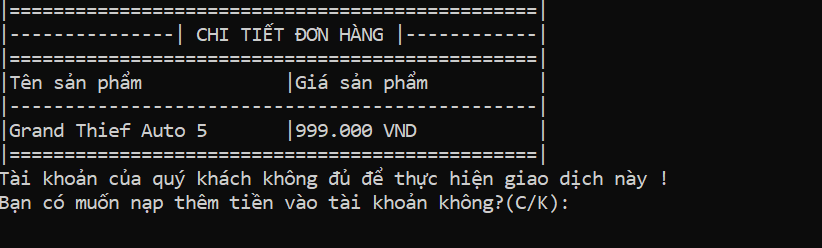 |================================================|
|---------------| CHI TIẾT ĐƠN HÀNG |------------|
|================================================|
|Tên sản phẩm             |Giá sản phẩm          |
|------------------------------------------------|
|Grand Thief Auto 5       |999.000 VND           |
|================================================|
Tài khoản của quý khách không đủ để thực hiện giao dịch này !
Bạn có muốn nạp thêm tiền vào tài khoản không?(C/K):